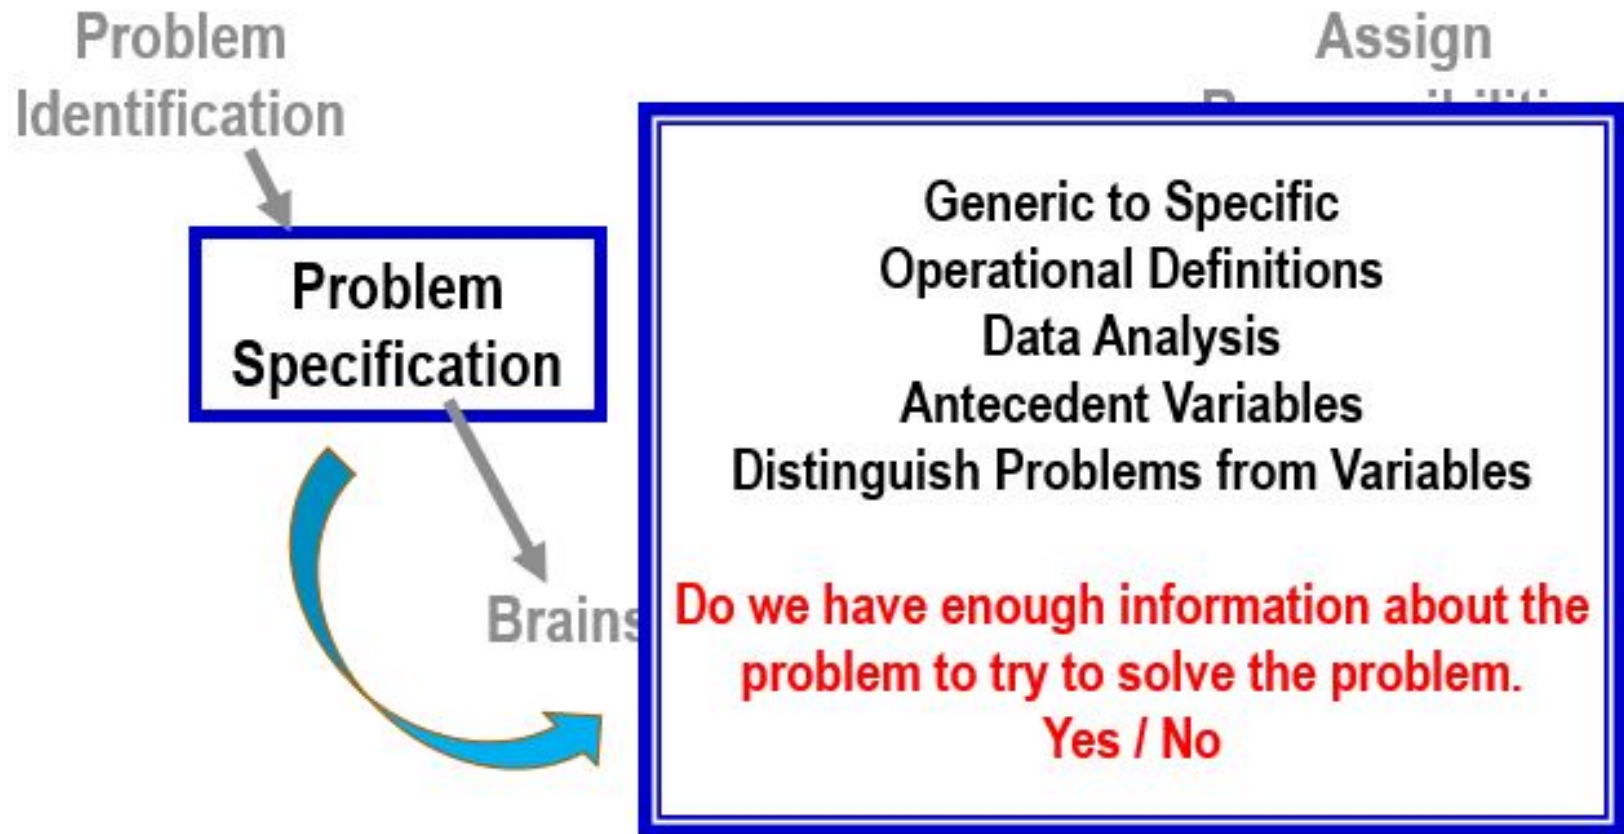 Problem
Identification
Assign
Problem
Specification
Generic to Specific
Operational Definitions
Data Analysis
Antecedent Variables
Distinguish Problems from Variables
Do we have enough information about the
problem to try to solve the problem.
Yes / No
Brains